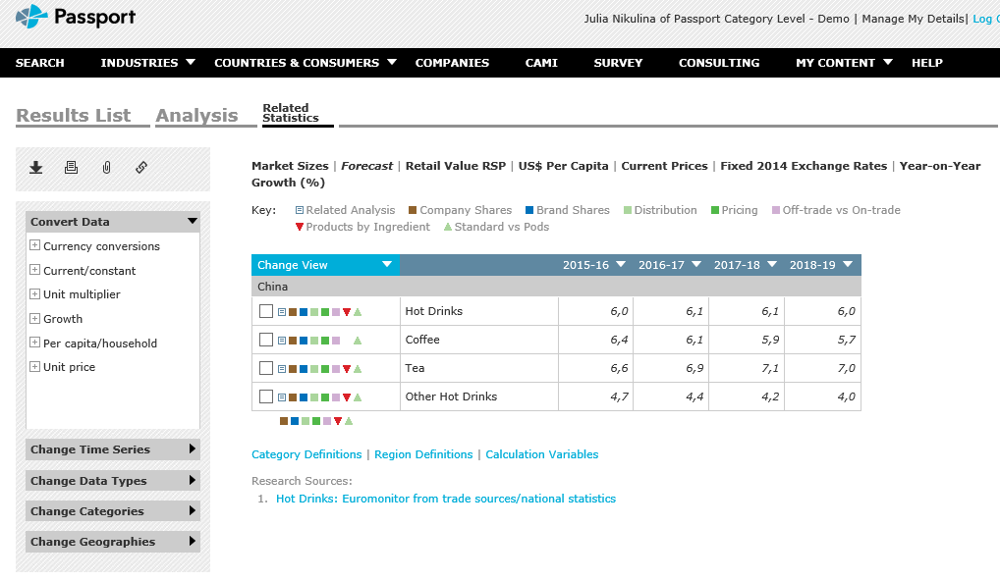 Passport
Julia Nikulina of Passport Category Level - Demo | Manage My Details| Log
SEARCH INDUSTRIES COUNTRIES & CONSUMERS COMPANIES CAMI SURVEY CONSULTING MY CONTENT HELP
Results List Analysis Related Statistics
Market Sizes | Forecast | Retail Value RSP | US$ Per Capita | Current Prices | Fixed 2014 Exchange Rates | Year-on-Year
Growth (%)
Key: Related Analysis Company Shares Brand Shares Distribution Pricing Off-trade vs On-trade
Products by Ingredient Standard vs Pods
Convert Data
Currency conversions
Current/constant
Unit multiplier
Growth
Per capita/household
Unit price
Change Time Series
Change Data Types
Change Categories
Change Geographies
Change View 2015-16 2016-17 2017-18 2018-19
China
Hot Drinks 6,0 6,1 6,1 6,0
Coffee 6,4 6,1 5,9 5,7
Tea 6,6 6,9 7,1 7,0
Other Hot Drinks 4,7 4,4 4,2 4,0
Category Definitions | Region Definitions | Calculation Variables
Research Sources:
1. Hot Drinks: Euromonitor from trade sources/national statistics